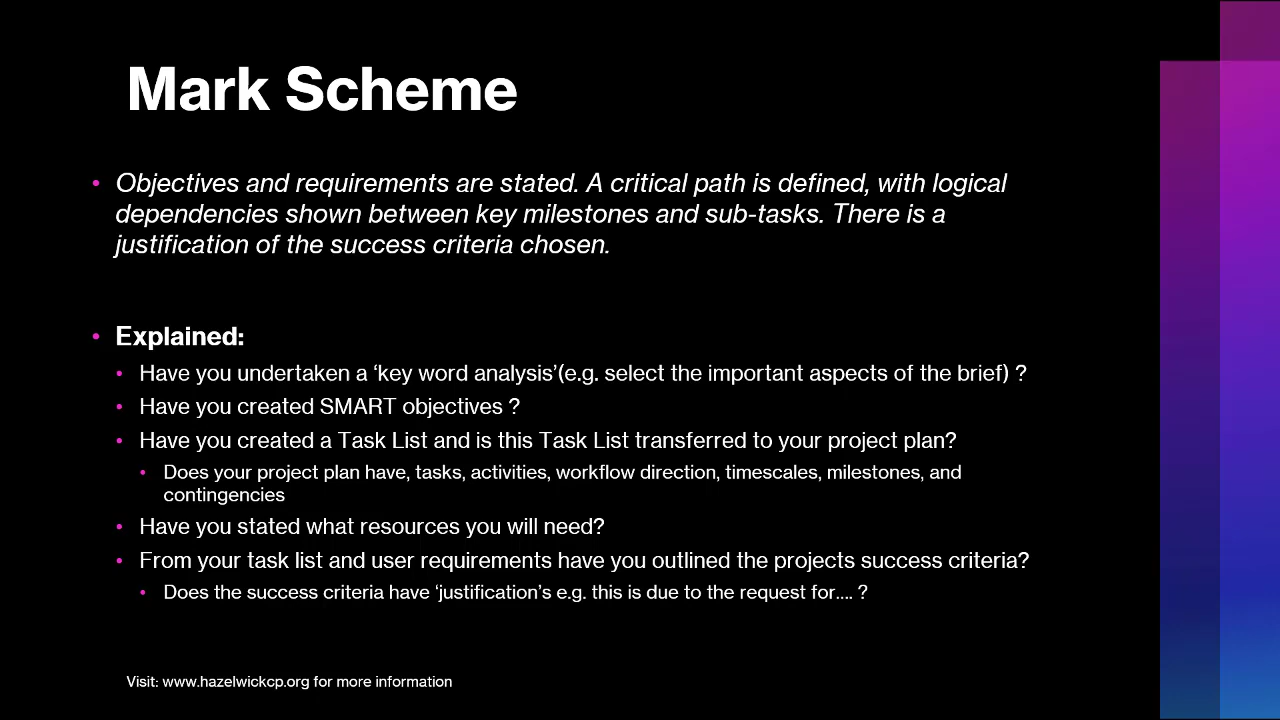 Mark Scheme
• Objectives and requirements are stated. A critical path is defined, with logical
dependencies shown between key milestones and sub-tasks. There is a
justification of the success criteria chosen.
• Explained:
• Have you undertaken a ‘key word analysis’(e.g. select the important aspects of the brief) ?
• Have you created SMART objectives ?
• Have you created a Task List and is this Task List transferred to your project plan?
• Does your project plan have, tasks, activities, workflow direction, timescales, milestones, and
contingencies
• Have you stated what resources you will need?
• From your task list and user requirements have you outlined the projects success criteria?
• Does the success criteria have ‘justification’s e.g. this is due to the request for…. ?
Visit: www.hazelwickcp.org for more information